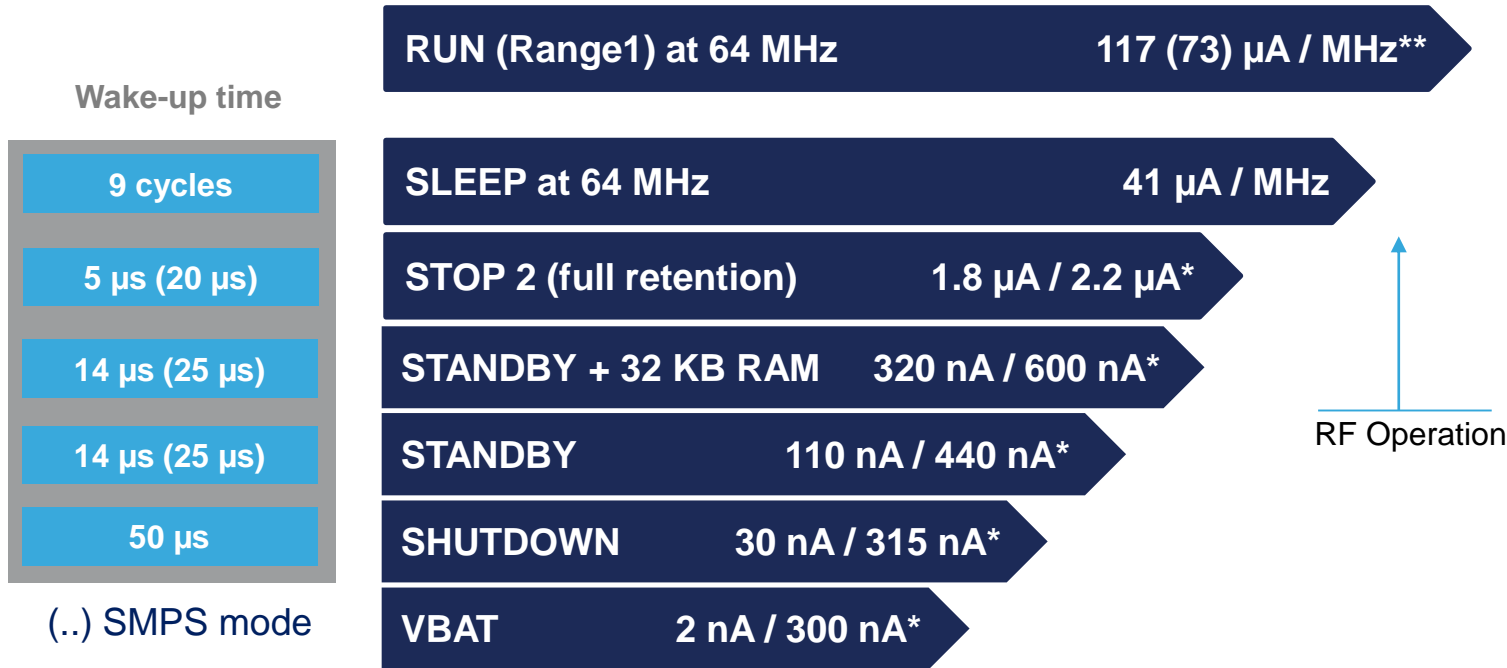 RUN (Range1) at 64 MHz 117 (73) µA / MHz**
Wake-up time
9 cycles SLEEP at 64 MHz 41 µA / MHz
5 µs (20 µs) STOP 2 (full retention) 1.8 µA / 2.2 µA*
14 µs (25 µs) STANDBY + 32 KB RAM 320 nA / 600 nA*
RF Operation
14 µs (25 µs) STANDBY 110 nA / 440 nA*
50 µs SHUTDOWN 30 nA / 315 nA*
(..) SMPS mode VBAT 2 nA / 300 nA*